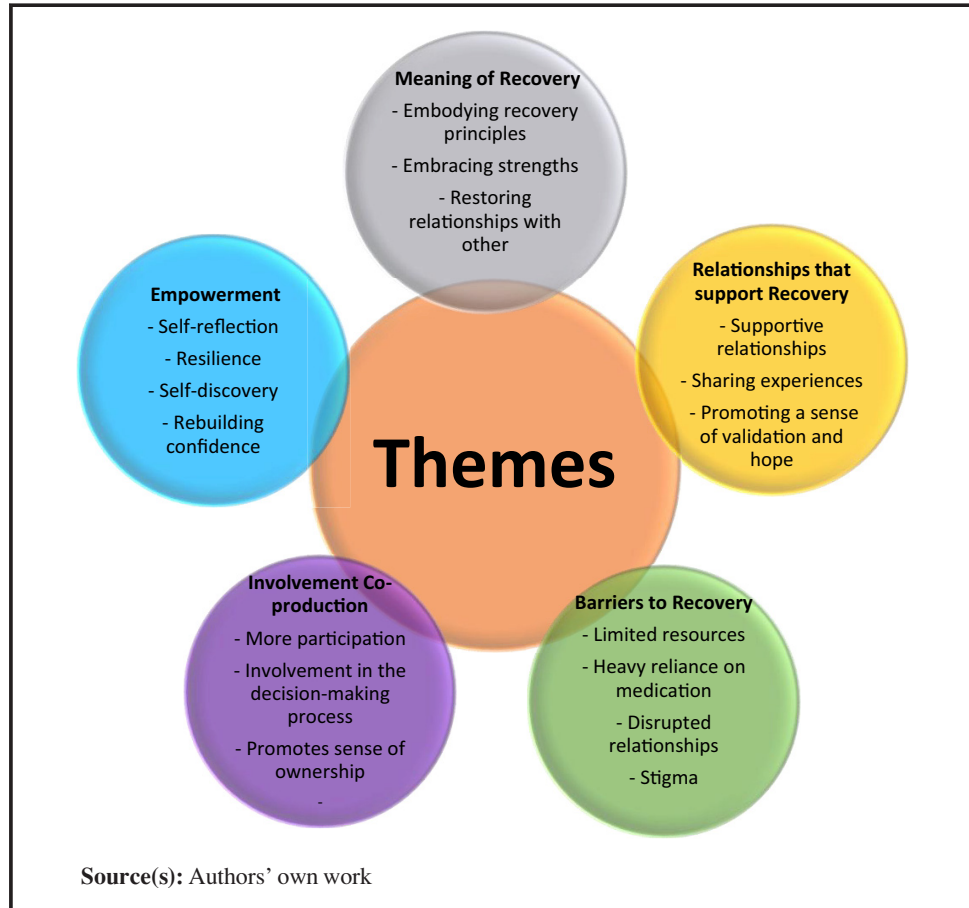 Meaning of Recovery
- Embodying recovery
principles
- Embracing strengths
- Restoring
relationships with
other
Relationships that
support Recovery
- Supportive
relationships
- Sharing experiences
- Promoting a sense
of validation and
hope
Empowerment
- Self-reflection
- Resilience
- Self-discovery
- Rebuilding
confidence
Themes
Involvement Co-
production
- More participation
- Involvement in the
decision-making
process
- Promotes sense of
ownership
-
Barriers to Recovery
- Limited resources
- Heavy reliance on
medication
- Disrupted
relationships
- Stigma
Source(s): Authors’ own work